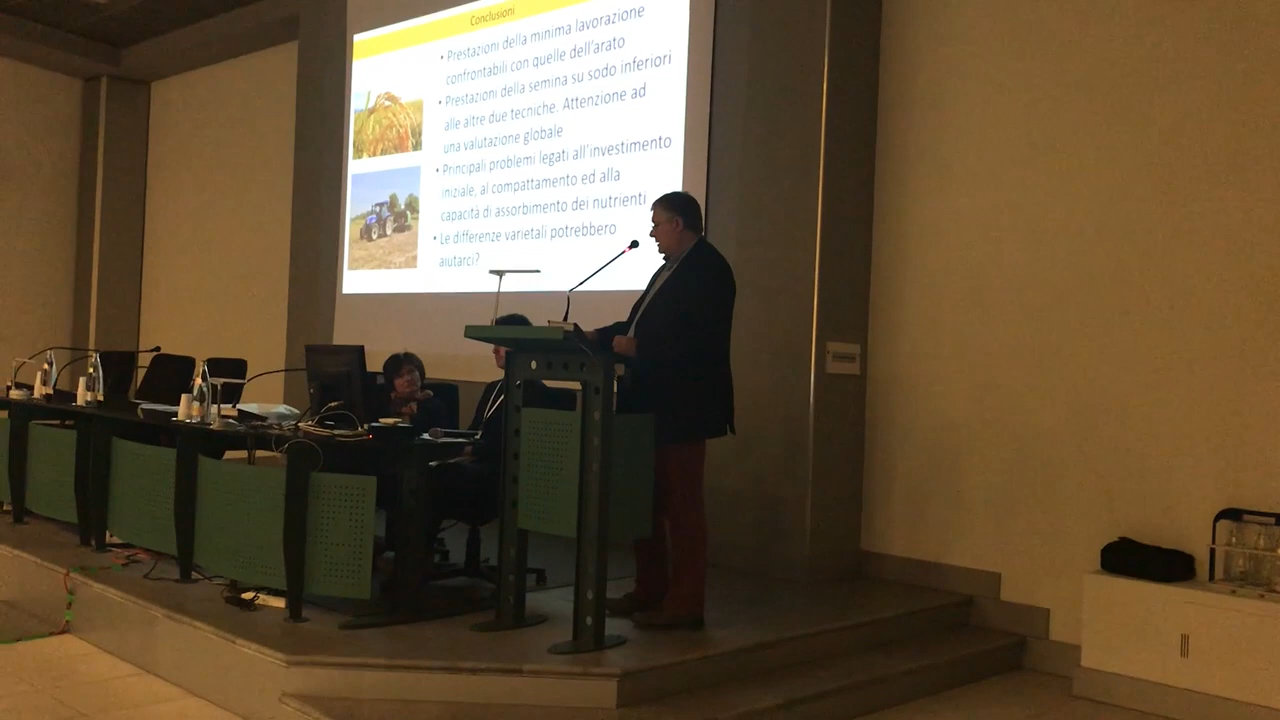 Conclusioni
• Prestazioni della minima lavorazione
confrontabili con quelle dell'arato
• Prestazioni della semina su sodo inferiori
alle altre due tecniche. Attenzione ad
una valutazione globale
• Principali problemi legati all'investimento
iniziale, al compattamento ed alla
capacità di assorbimento dei nutrienti
• Le differenze varietali potrebbero
aiutarci?